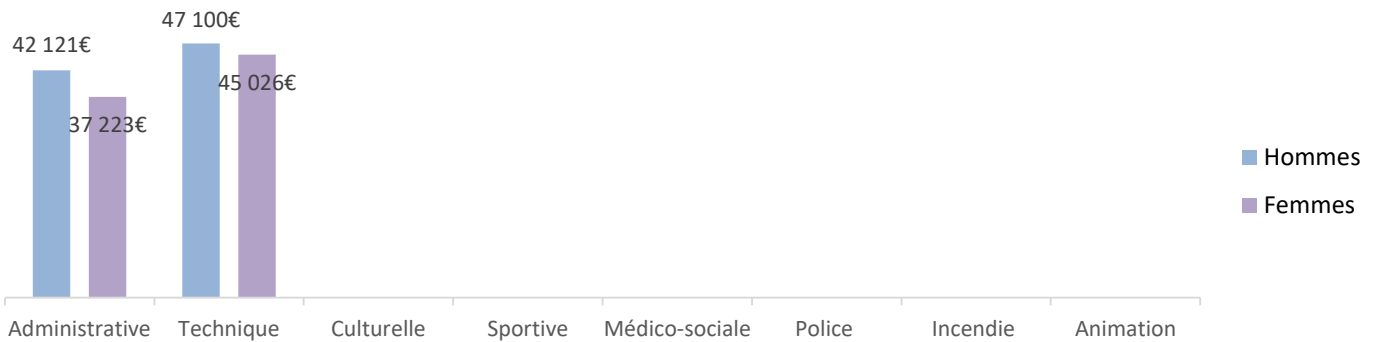 47 100€
42 121€
45 026€
37 223€
Hommes
Femmes
Administrative Technique Culturelle Sportive Médico-sociale Police Incendie Animation